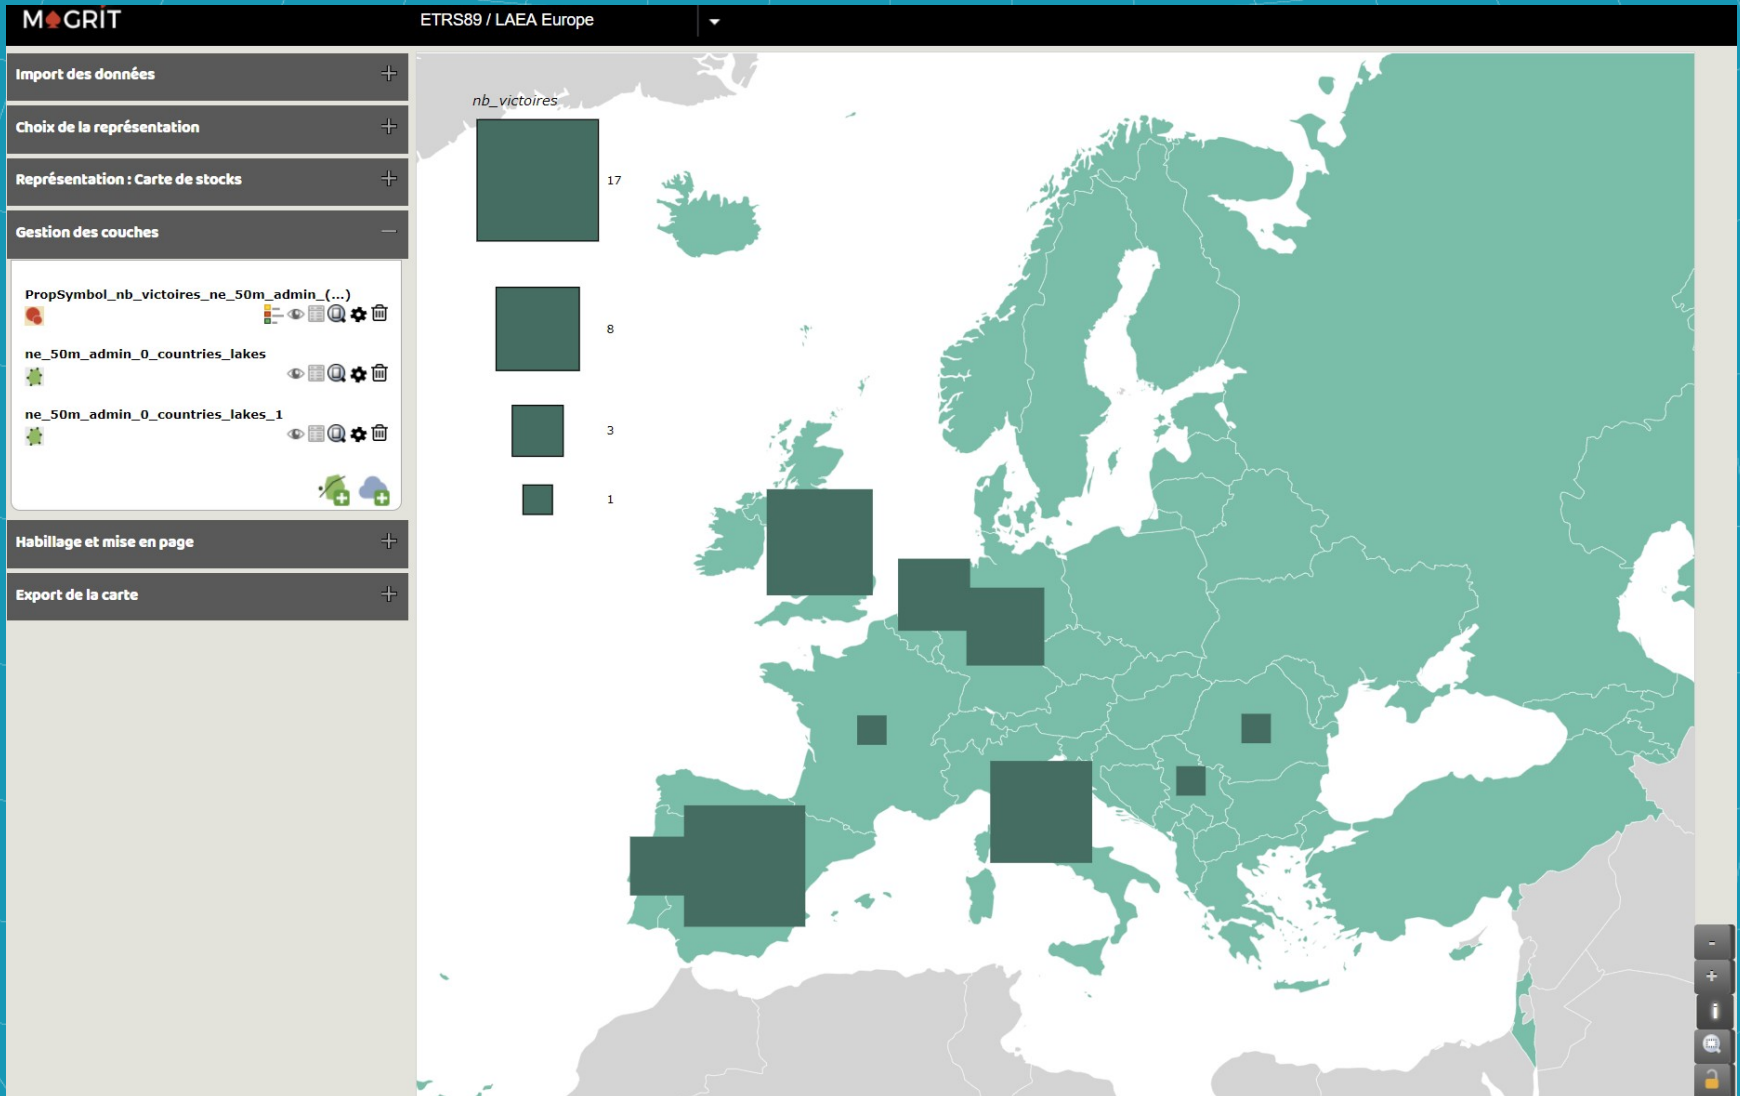 MAGRÍT
ETRS89 / LAEA Europe
Import des données
Choix de la représentation
Représentation : Carte de stocks
Gestion des couches
PropSymbol_nb_victoires_ne_50m_admin_(...)
ne_50m_admin_0_countries_lakes
ne_50m_admin_0_countries_lakes_1
Habillage et mise en page
Export de la carte
nb_victoires
17
8
3
1
-
+
i